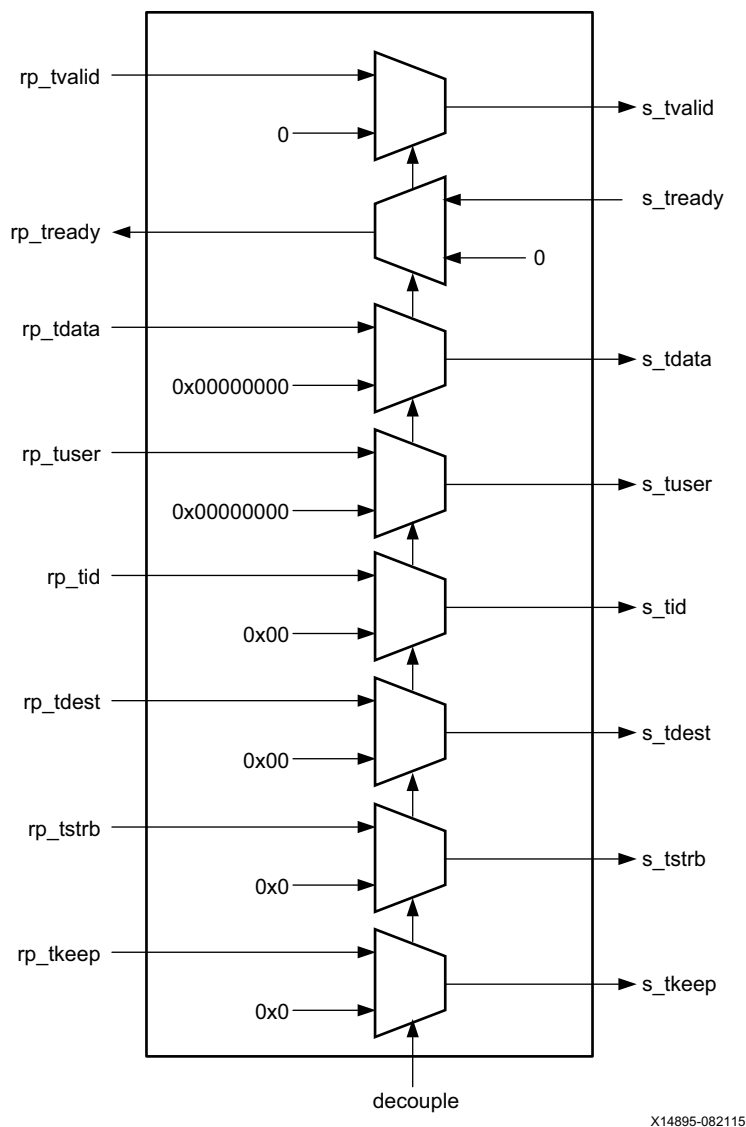 rp_tvalid
s_tvalid
0
s_tready
rp_tready
0
rp_tdata
s_tdata
0x00000000
rp_tuser
s_tuser
0x00000000
rp_tid
s_tid
0x00
rp_tdest
s_tdest
0x00
rp_tstrb
s_tstrb
0x0
rp_tkeep
s_tkeep
0x0
decouple
X14895-082115